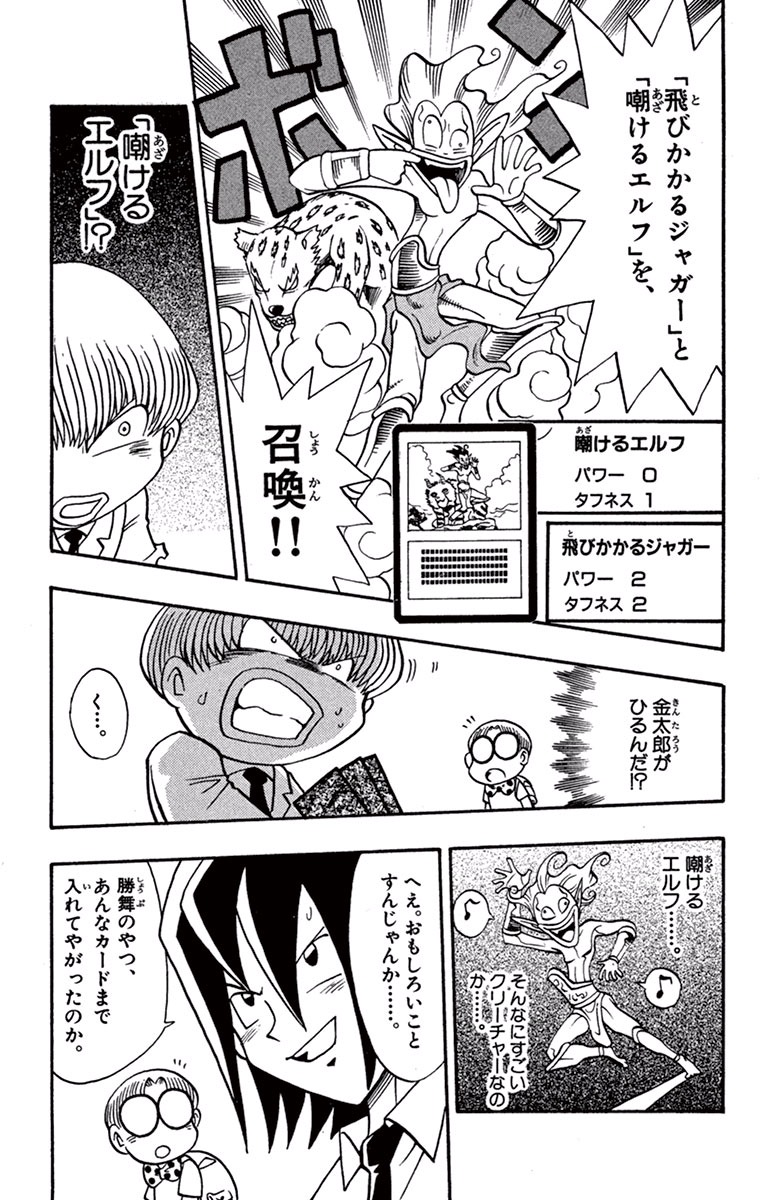 「飛びかかるジャガー」と
「嘲けるエルフ」を、
ボンッ
嘲けるエルフ
パワー 0
タフネス 1
飛びかかるジャガー
パワー 2
タフネス 2
召喚!!
「嘲ける
エルフ」!?
金太郎が
ひるんだ!?
く…。
嘲ける
エルフ……。
そんなにすごい
クリーチャーなの
か……。
へえ。おもしろいこと
すんじゃんか……。
勝舞のやつ、
あんなカードまで
入れてやがったのか。